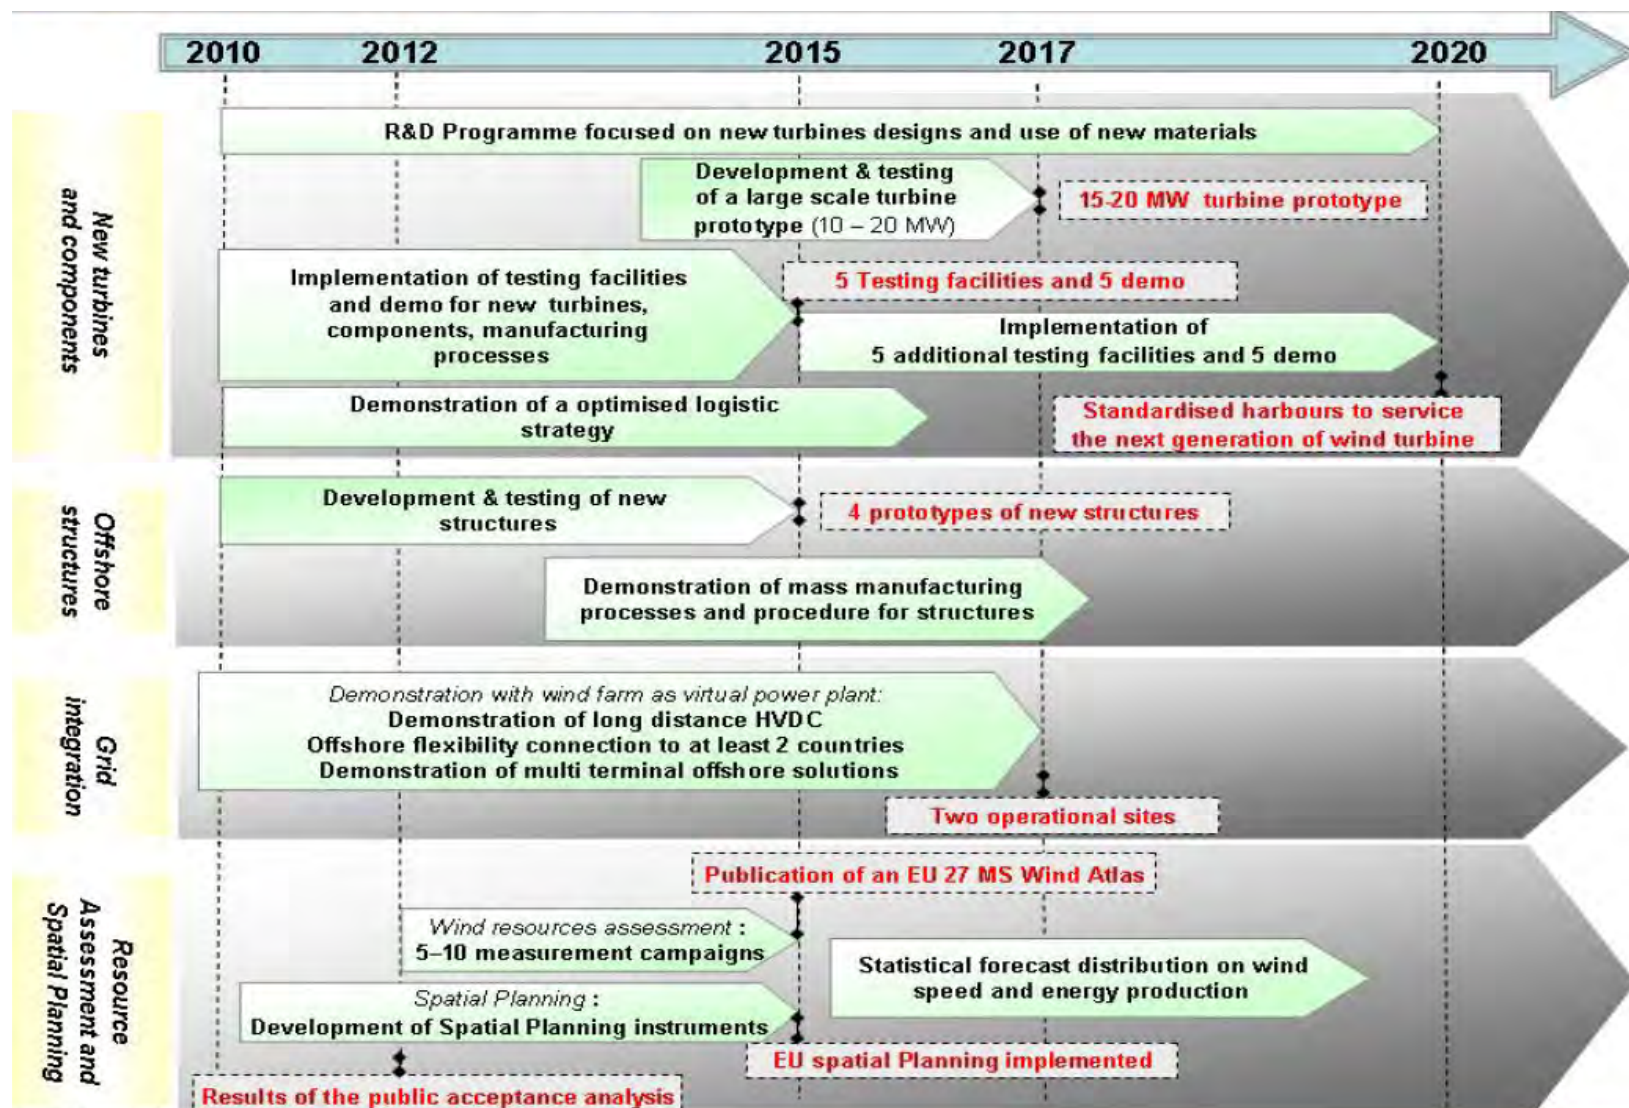 2010 2012 2015 2017 2020
New turbines
and components
R&D Programme focused on new turbines designs and use of new materials
Development & testing
of a large scale turbine
prototype (10 – 20 MW)
15-20 MW turbine prototype
Implementation of testing facilities
and demo for new turbines,
components, manufacturing
processes
5 Testing facilities and 5 demo
Implementation of
5 additional testing facilities and 5 demo
Demonstration of a optimised logistic
strategy
Standardised harbours to service
the next generation of wind turbine
Offshore
structures
Development & testing of new
structures
4 prototypes of new structures
Demonstration of mass manufacturing
processes and procedure for structures
Grid
integration
Demonstration with wind farm as virtual power plant:
Demonstration of long distance HVDC
Offshore flexibility connection to at least 2 countries
Demonstration of multi terminal offshore solutions
Two operational sites
Resource
Assessment and
Spatial Planning
Publication of an EU 27 MS Wind Atlas
Wind resources assessment :
5–10 measurement campaigns
Statistical forecast distribution on wind
speed and energy production
Spatial Planning :
Development of Spatial Planning instruments
EU spatial Planning implemented
Results of the public acceptance analysis